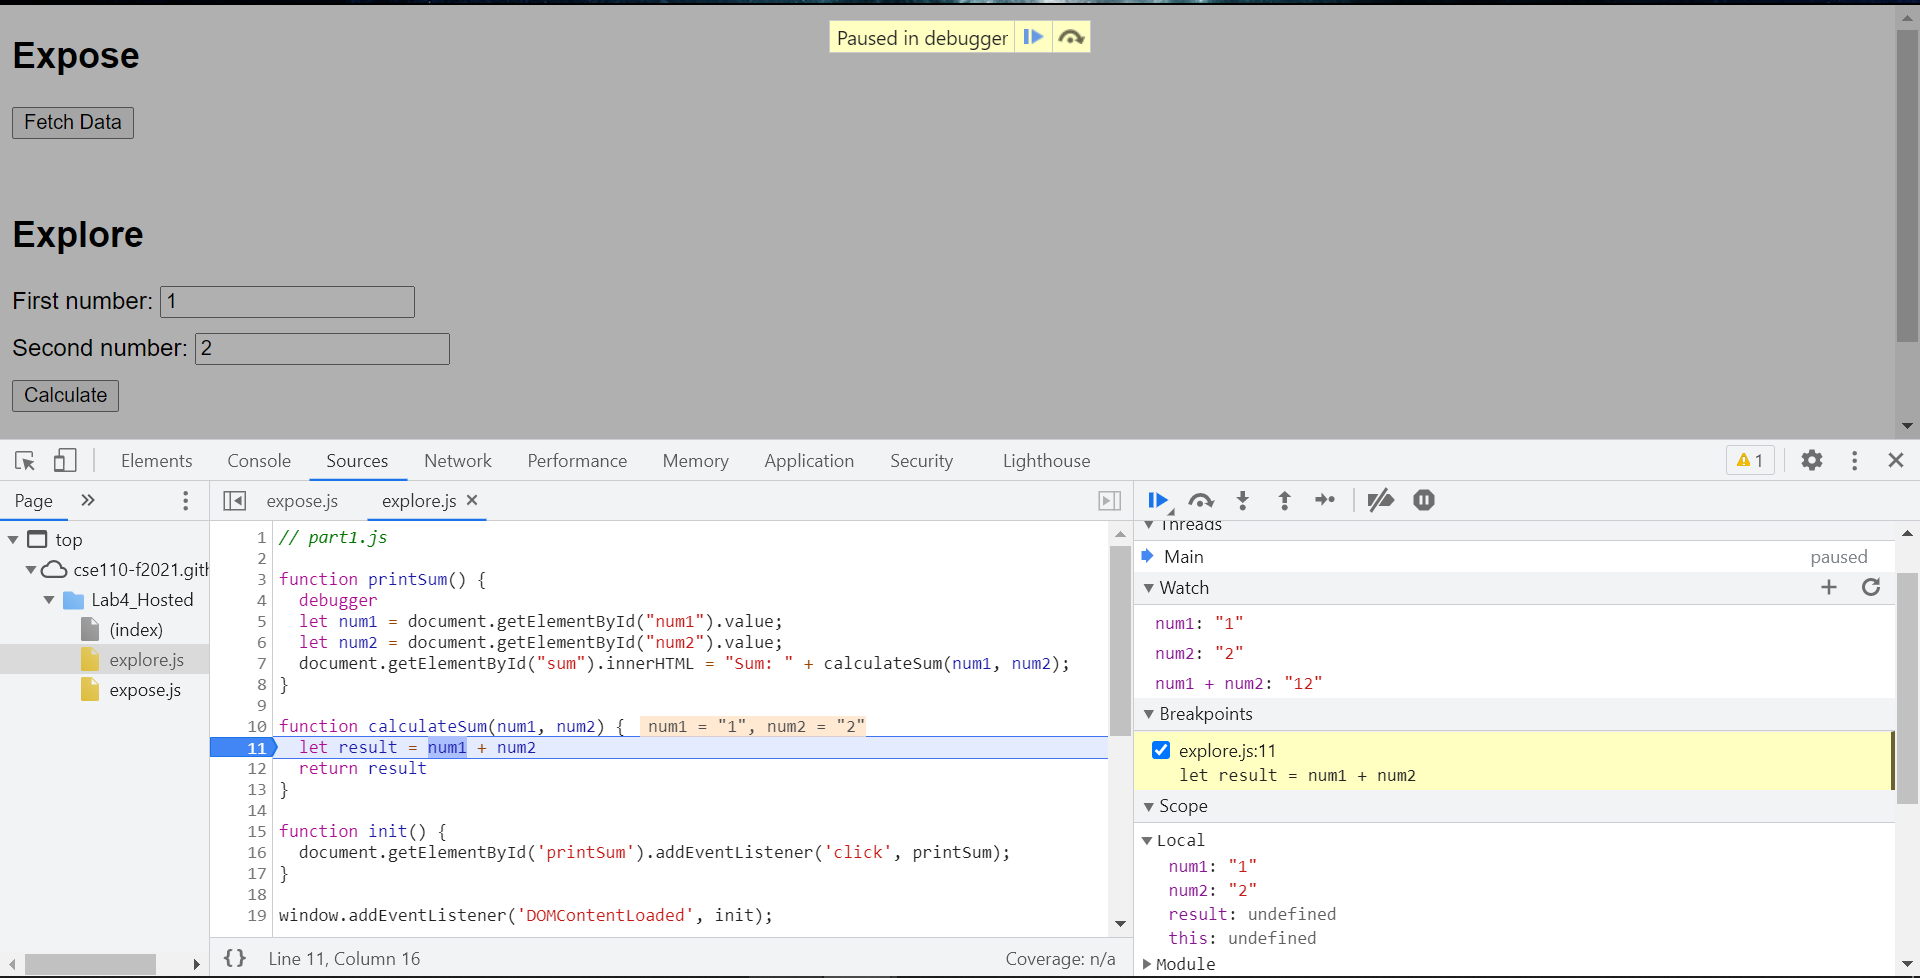 Paused in debugger
Expose
Fetch Data
Explore
First number: 1
Second number: 2
Calculate
Elements Console Sources Network Performance Memory Application Security Lighthouse 1
Page » expose.js explore.js ×
top
cse110-f2021.gith
Lab4_Hosted
(index)
explore.js
expose.js
1 // part1.js
2
3 function printSum() {
4 debugger
5 let num1 = document.getElementById("num1").value;
6 let num2 = document.getElementById("num2").value;
7 document.getElementById("sum").innerHTML = "Sum: " + calculateSum(num1, num2);
8 }
9
10 function calculateSum(num1, num2) { num1 = "1", num2 = "2"
11 let result = num1 + num2
12 return result
13 }
14
15 function init() {
16 document.getElementById('printSum').addEventListener('click', printSum);
17 }
18
19 window.addEventListener('DOMContentLoaded', init);
{} Line 11, Column 16 Coverage: n/a
Threads
Main paused
Watch
num1: "1"
num2: "2"
num1 + num2: "12"
Breakpoints
explore.js:11
let result = num1 + num2
Scope
Local
num1: "1"
num2: "2"
result: undefined
this: undefined
Module